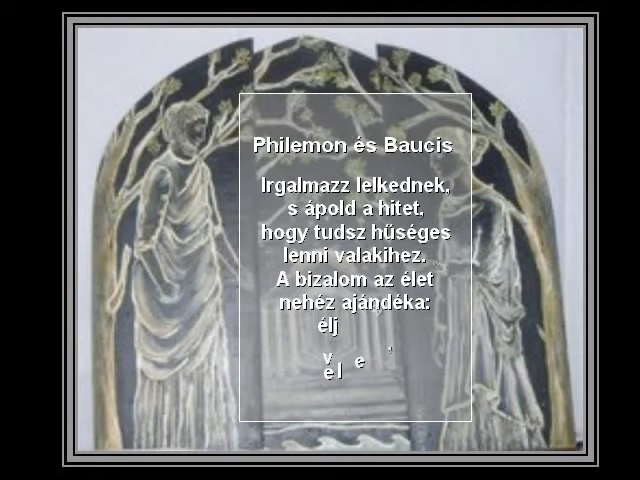 Philemon és Baucis
Irgalmazz lelkednek,
s ápold a hitet,
hogy tudsz hűséges
lenni valakihez.
A bizalom az élet
nehéz ajándéka:
élj